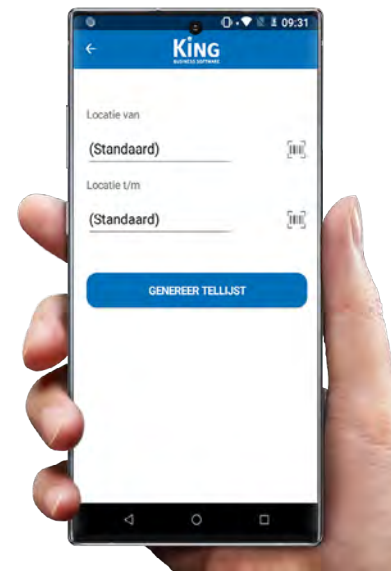 09:31
KiNG
BUSINESS SOFTWARE
Locatie van
(Standaard)
Locatie t/m
(Standaard)
GENEREER TELLIJST